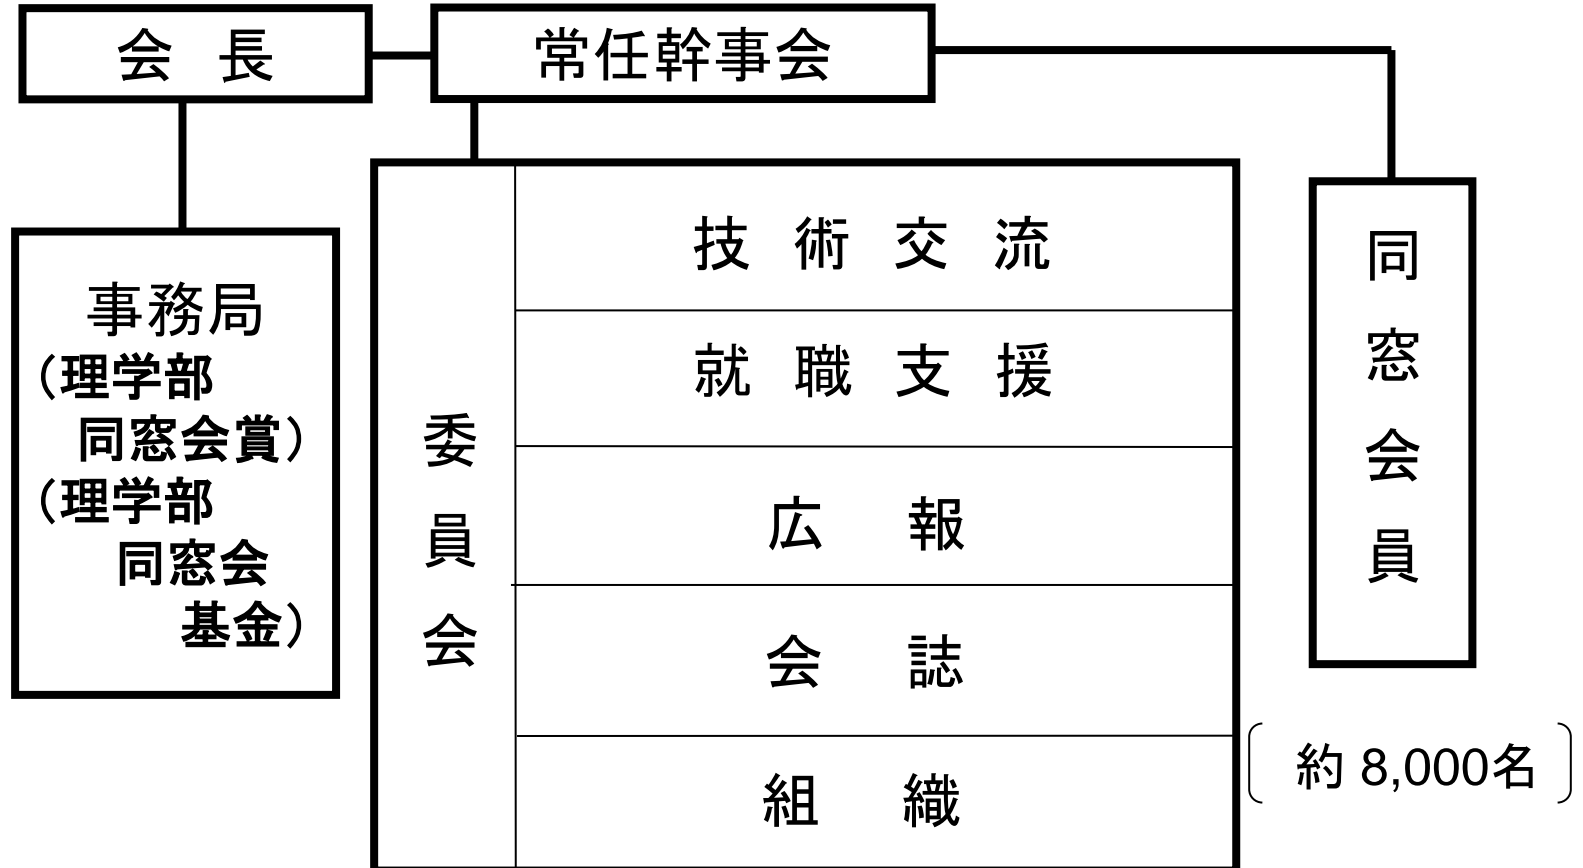 会 長
常任幹事会
事務局
（理学部
同窓会賞）
（理学部
同窓会
基金）
委員会
技 術 交 流
就 職 支 援
広 報
会 誌
組 織
同窓会員
約 8,000名